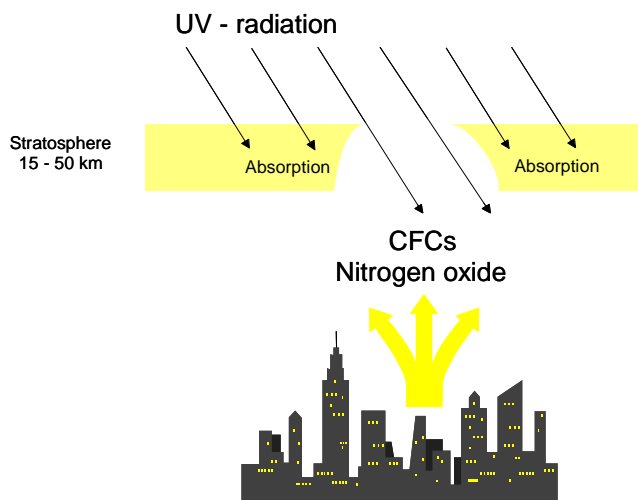 UV - radiation
Stratosphere
15 - 50 km
Absorption
Absorption
CFCs
Nitrogen oxide